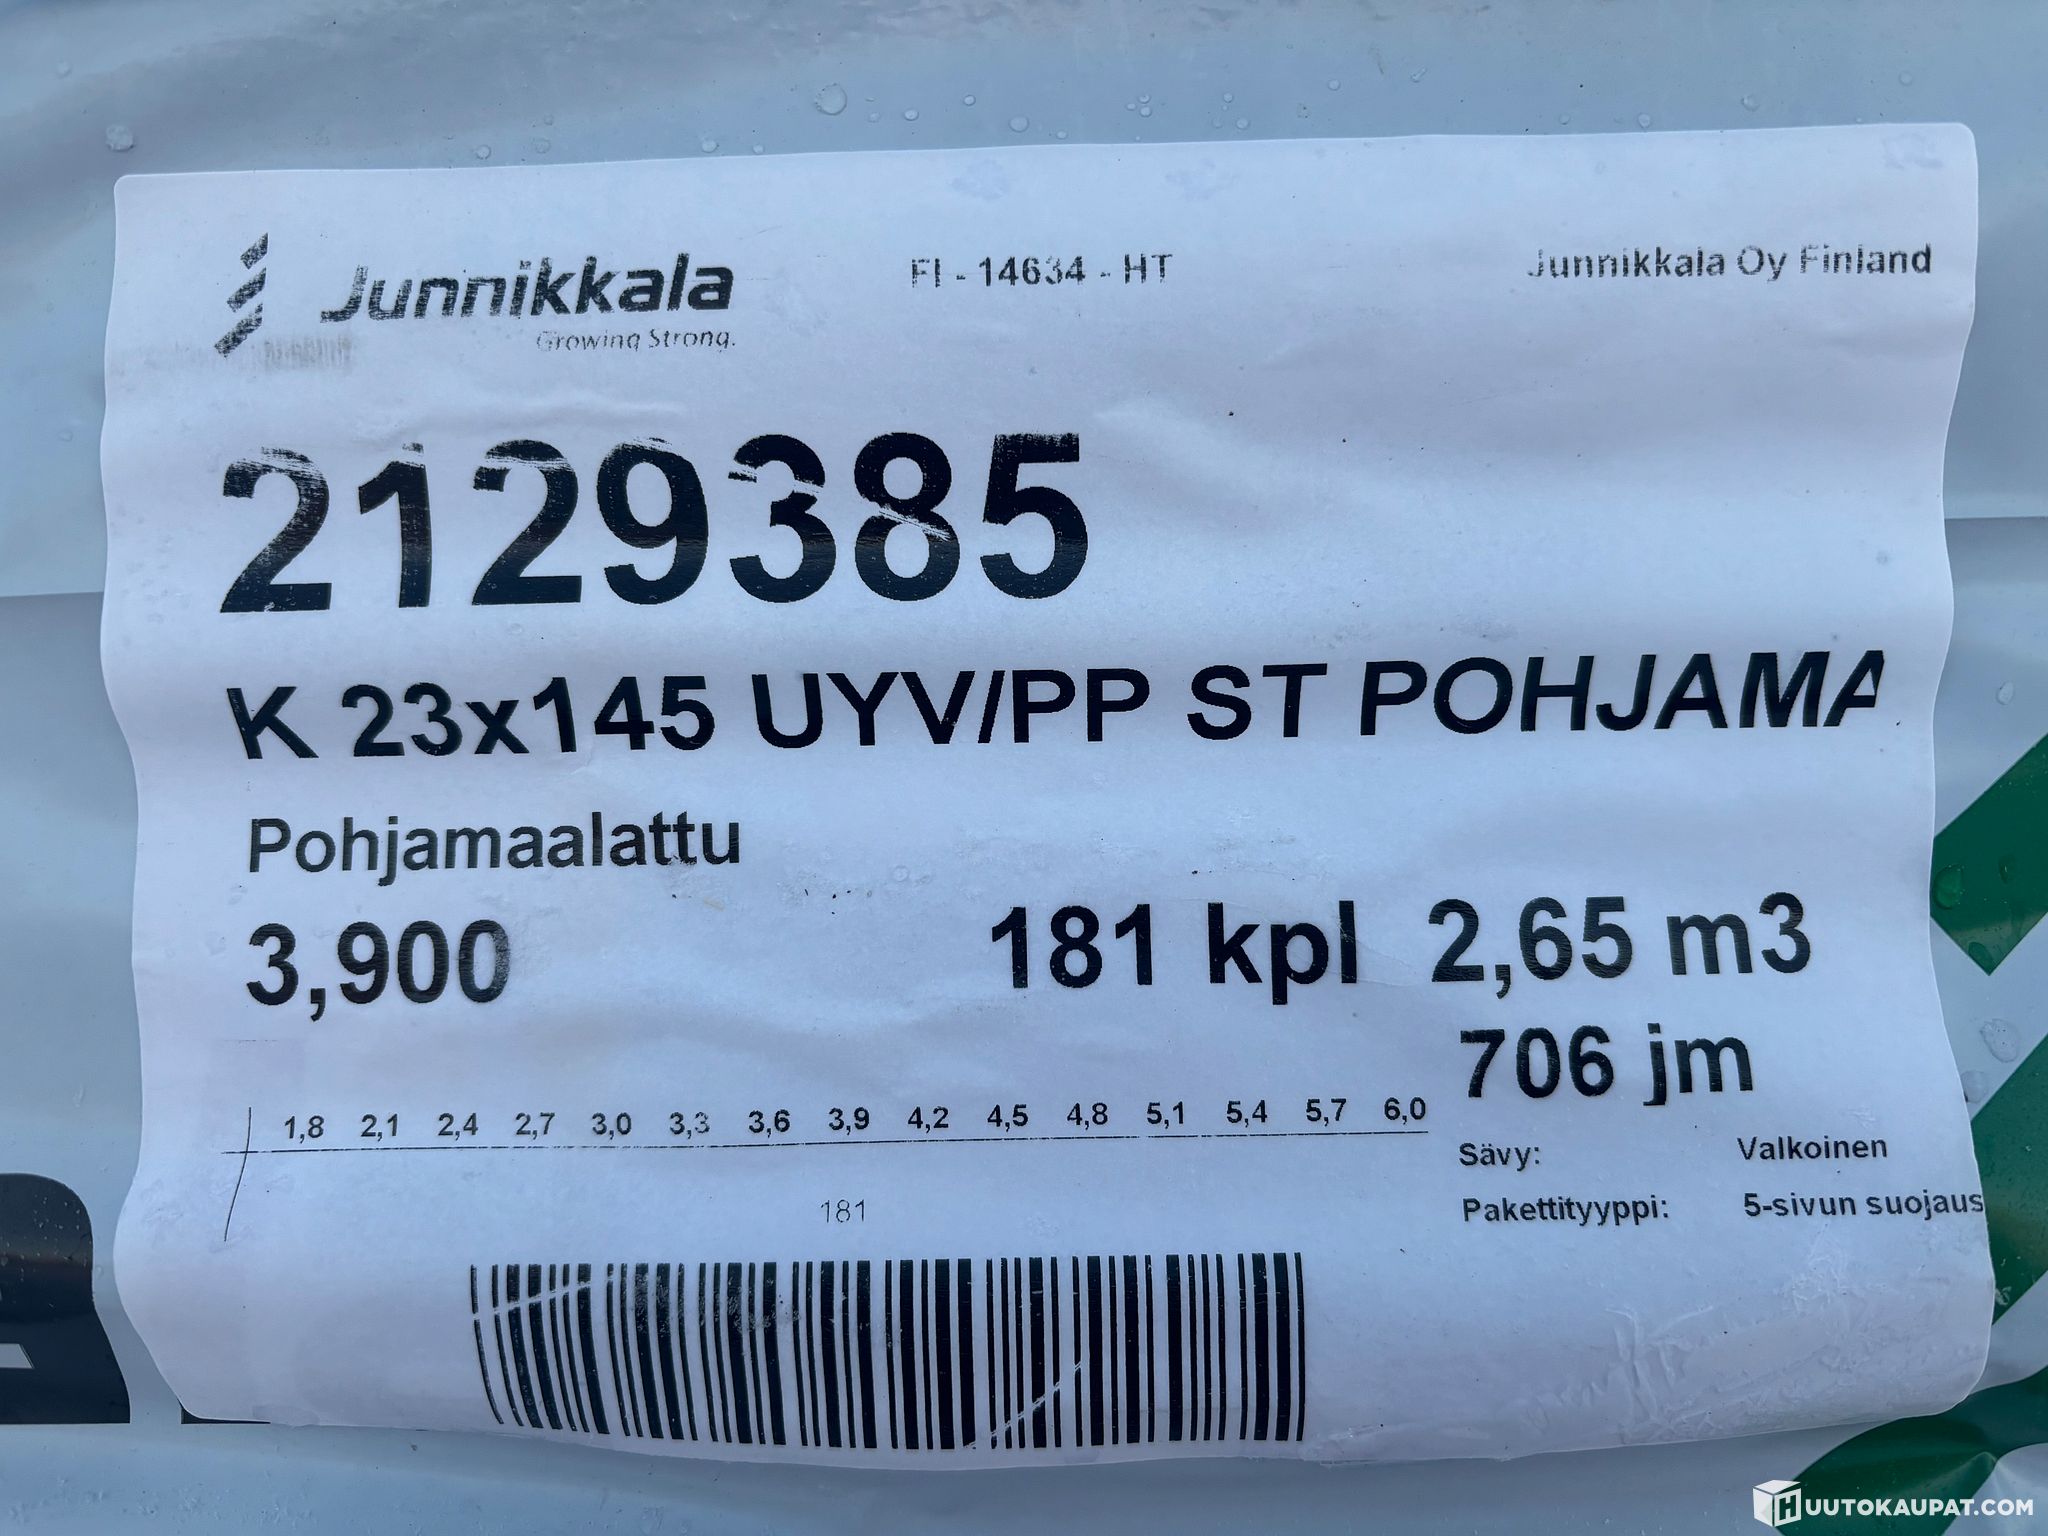 Junnikkala
Growing Strong.
FI - 14634 - HT
Junnikkala Oy Finland
2129385
K 23x145 UYV/PP ST POHJAMA
Pohjamaalattu
3,900 181 kpl 2,65 m3
706 jm
1,8 2,1 2,4 2,7 3,0 3,3 3,6 3,9 4,2 4,5 4,8 5,1 5,4 5,7 6,0
181
Sävy: Valkoinen
Pakettityyppi: 5-sivun suojaus
HUUTOKAUPAT.COM